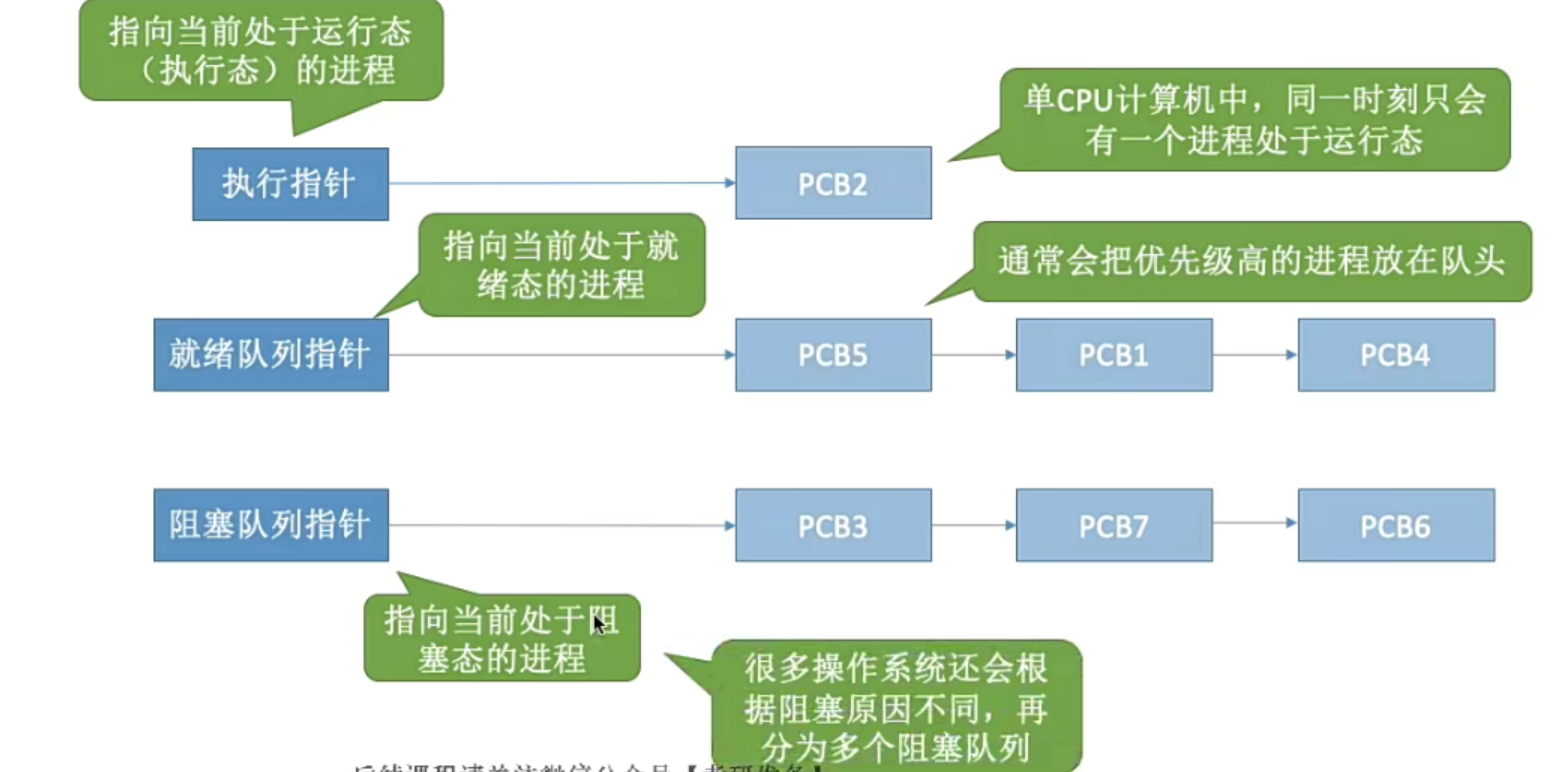 指向当前处于运行态
（执行态）的进程
单CPU计算机中，同一时刻只会
有一个进程处于运行态
执行指针
PCB2
指向当前处于就
绪态的进程
通常会把优先级高的进程放在队头
就绪队列指针
PCB5
PCB1
PCB4
阻塞队列指针
PCB3
PCB7
PCB6
指向当前处于阻
塞态的进程
很多操作系统还会根
据阻塞原因不同，再
分为多个阻塞队列